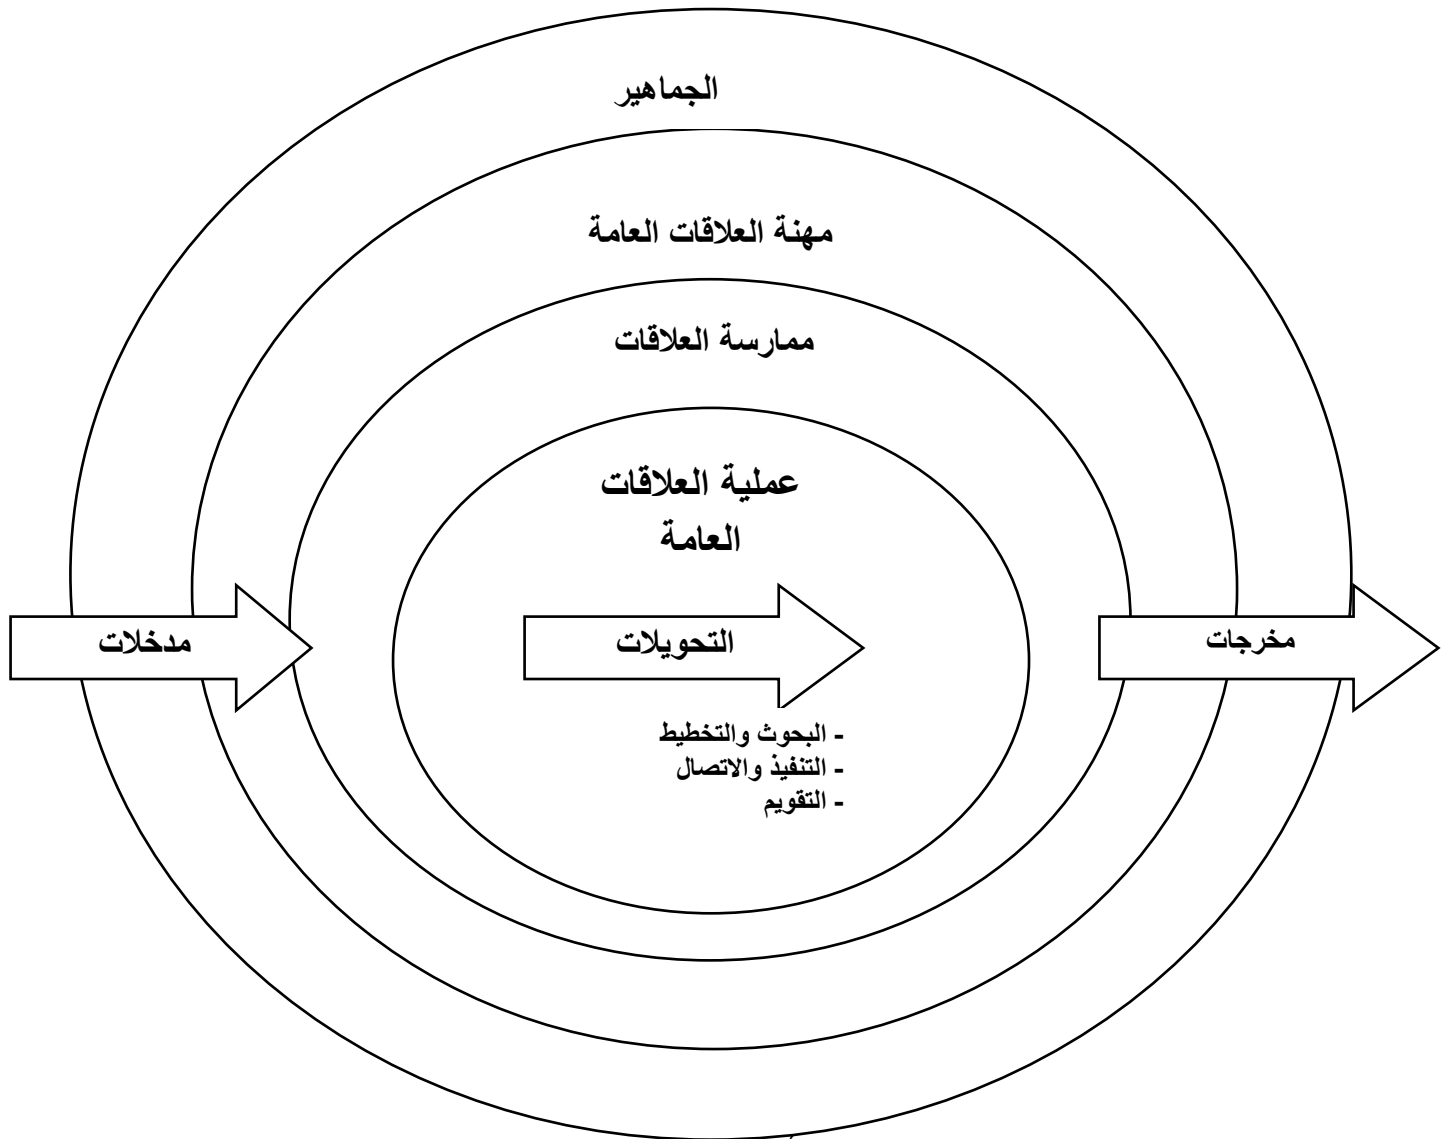 الجماهير
مهنة العلاقات العامة
ممارسة العلاقات
عملية العلاقات
العامة
مدخلات
التحويلات
مخرجات
- البحوث والتخطيط
- التنفيذ والاتصال
- التقويم